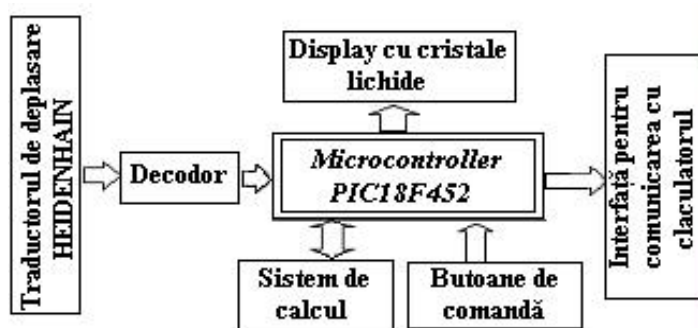 Traductorul de deplasare
HEIDENHAIN
Decodor
Display cu cristale
lichide
Microcontroller
PIC18F452
Sistem de
calcul
Butoane de
comandă
Interfață pentru
comunicarea cu
claculatorul